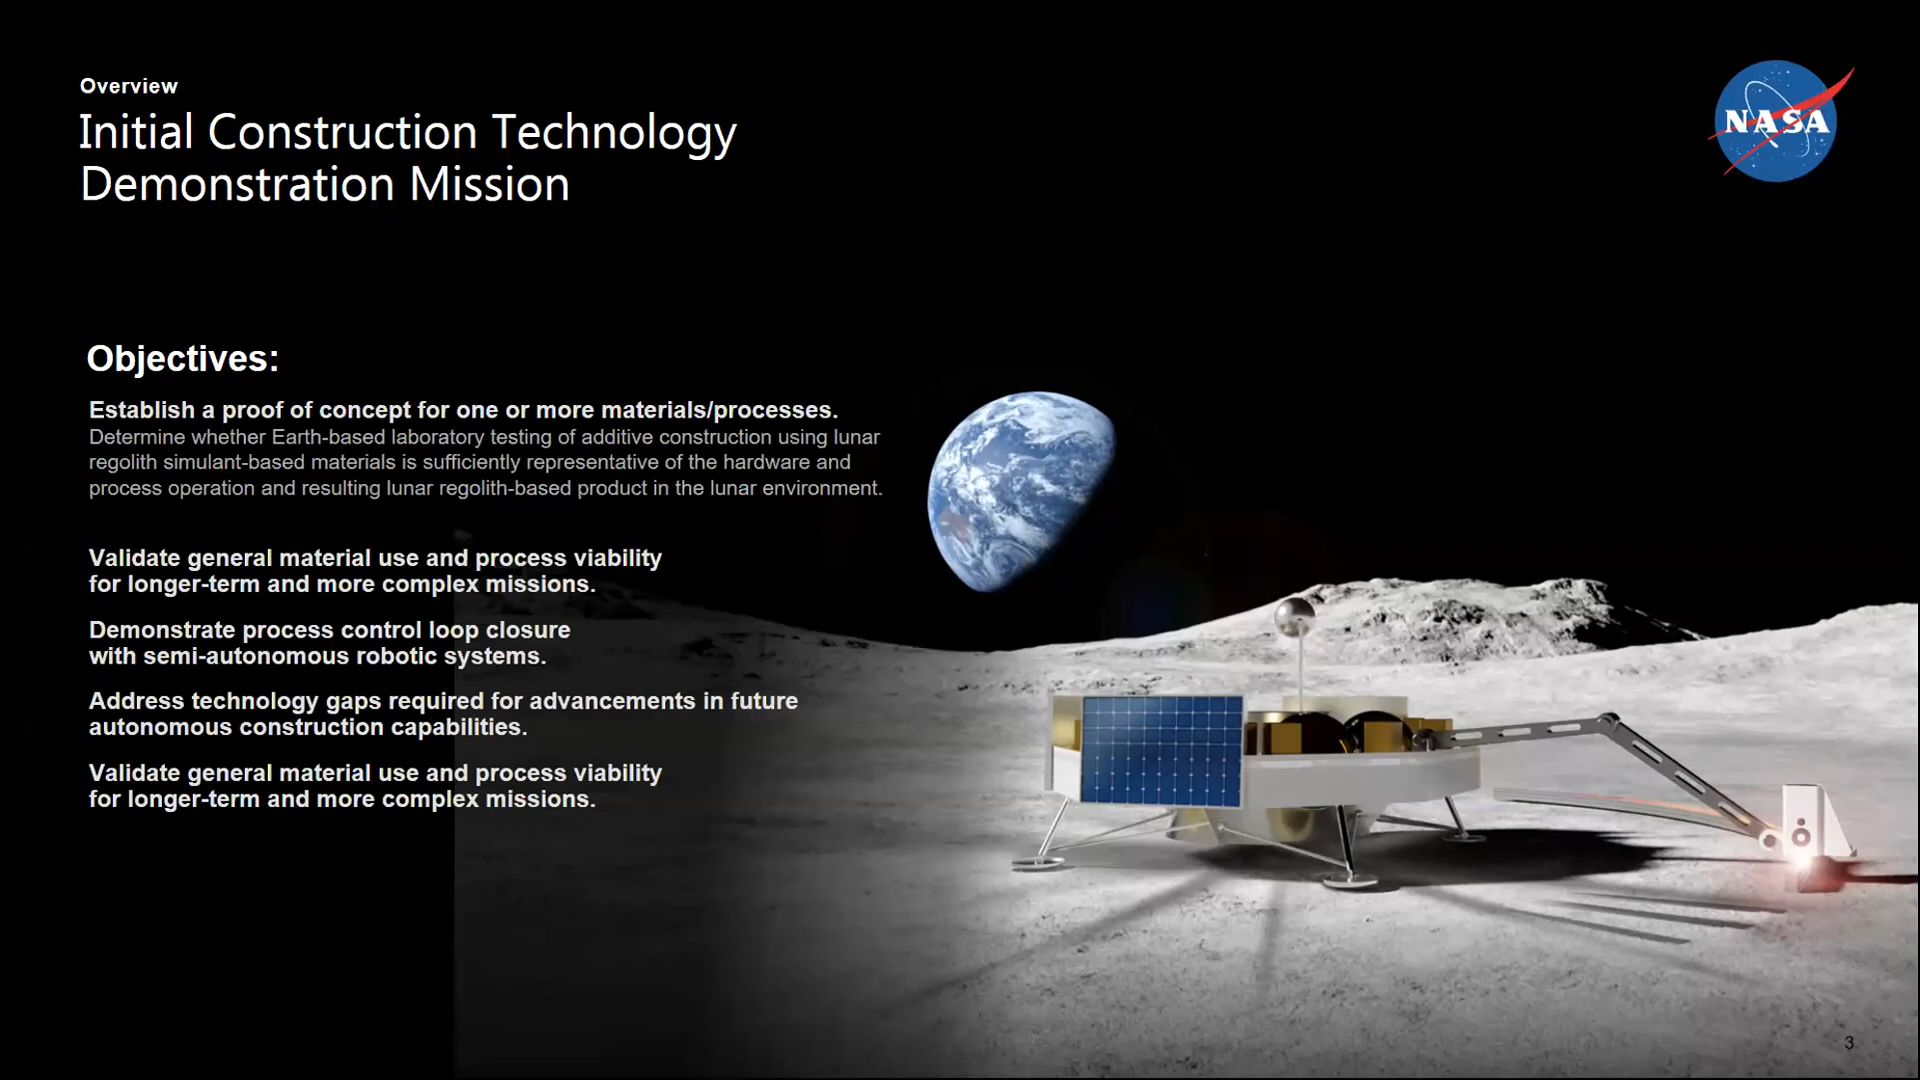 Overview
Initial Construction Technology
Demonstration Mission
NASA
Objectives:
Establish a proof of concept for one or more materials/processes.
Determine whether Earth-based laboratory testing of additive construction using lunar
regolith simulant-based materials is sufficiently representative of the hardware and
process operation and resulting lunar regolith-based product in the lunar environment.
Validate general material use and process viability
for longer-term and more complex missions.
Demonstrate process control loop closure
with semi-autonomous robotic systems.
Address technology gaps required for advancements in future
autonomous construction capabilities.
Validate general material use and process viability
for longer-term and more complex missions.
3